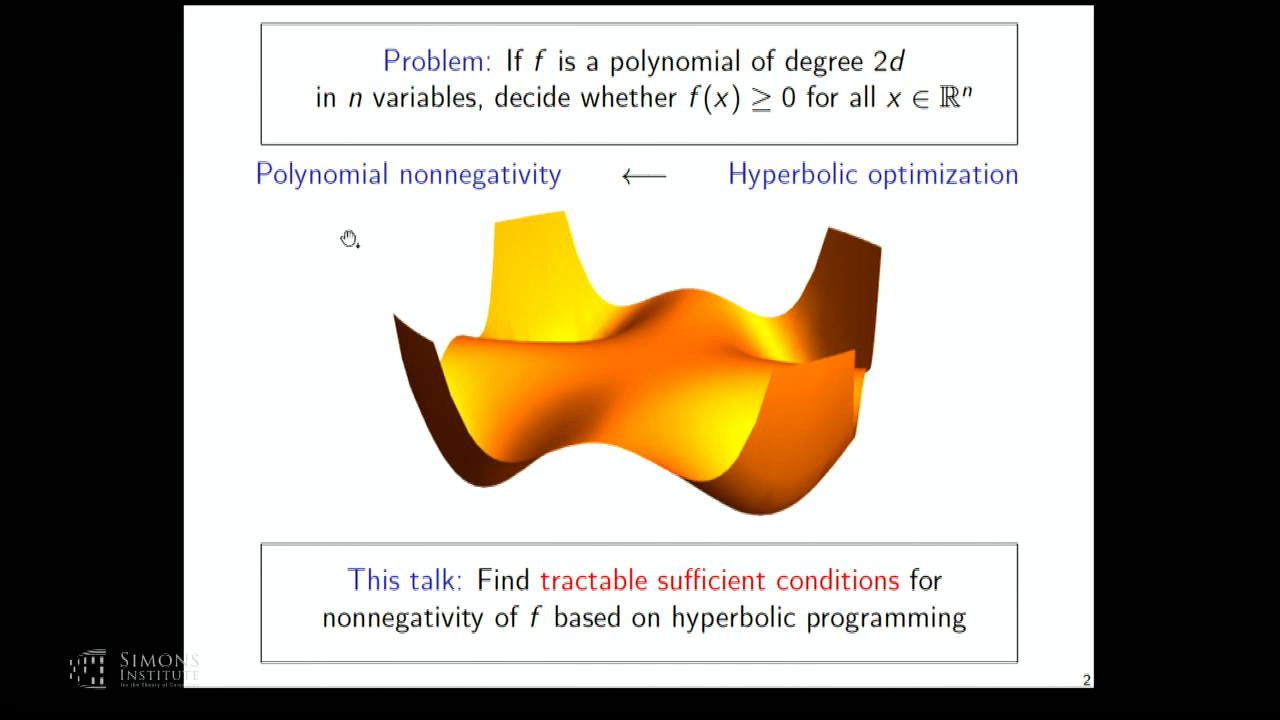 Problem: If f is a polynomial of degree 2d
in n variables, decide whether f(x) ≥ 0 for all x ∈ ℝⁿ
Polynomial nonnegativity ⟵ Hyperbolic optimization
This talk: Find tractable sufficient conditions for
nonnegativity of f based on hyperbolic programming
SIMONS
INSTITUTE
2